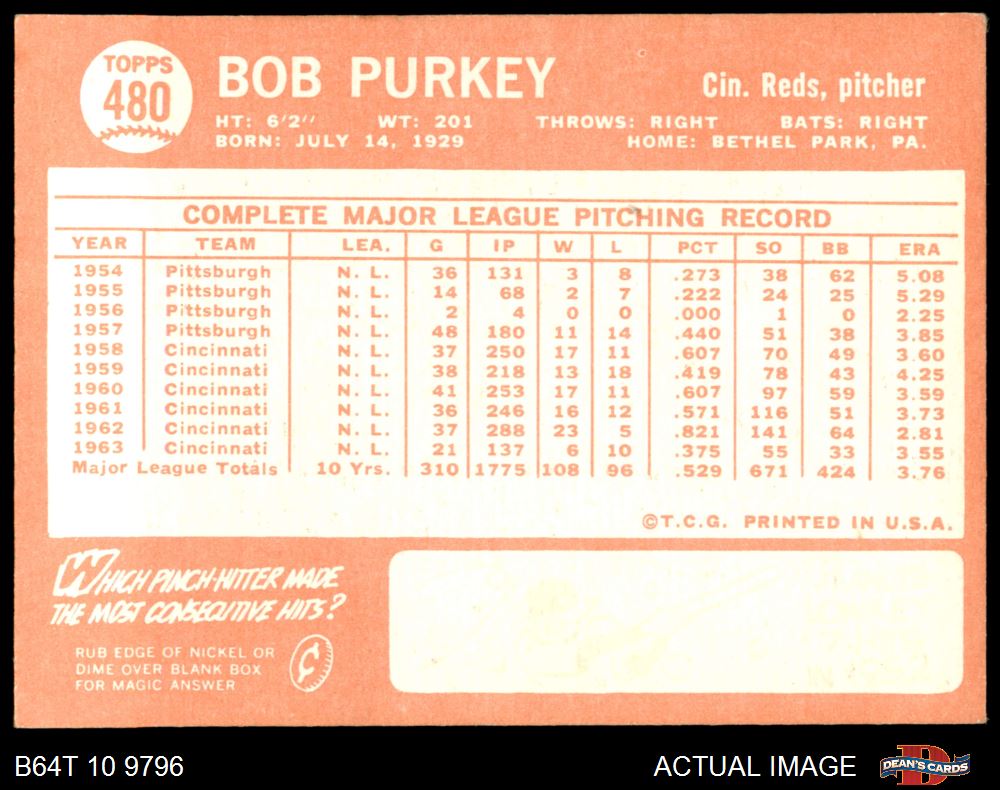 TOPPS
480
BOB PURKEY
Cin. Reds, pitcher
HT: 6'2" WT: 201 THROWS: RIGHT BATS: RIGHT
BORN: JULY 14, 1929 HOME: BETHEL PARK, PA.
COMPLETE MAJOR LEAGUE PITCHING RECORD
YEAR TEAM LEA. G IP W L PCT SO BB ERA
1954 Pittsburgh N. L. 36 131 3 8 .273 38 62 5.08
1955 Pittsburgh N. L. 14 68 2 7 .222 24 25 5.29
1956 Pittsburgh N. L. 2 4 0 0 .000 1 0 2.25
1957 Pittsburgh N. L. 48 180 11 14 .440 51 38 3.85
1958 Cincinnati N. L. 37 250 17 11 .607 70 49 3.60
1959 Cincinnati N. L. 38 218 13 18 .419 78 43 4.25
1960 Cincinnati N. L. 41 253 17 11 .607 97 59 3.59
1961 Cincinnati N. L. 36 246 16 12 .571 116 51 3.73
1962 Cincinnati N. L. 37 288 23 5 .821 141 64 2.81
1963 Cincinnati N. L. 21 137 6 10 .375 55 33 3.55
Major League Totals 10 Yrs. 310 1775 108 96 .529 671 424 3.76
©T.C.G. PRINTED IN U.S.A.
WHICH PINCH-HITTER MADE
THE MOST CONSECUTIVE HITS?
RUB EDGE OF NICKEL OR
DIME OVER BLANK BOX
FOR MAGIC ANSWER
¢
B64T 10 9796
ACTUAL IMAGE
D
DEAN'S CARDS